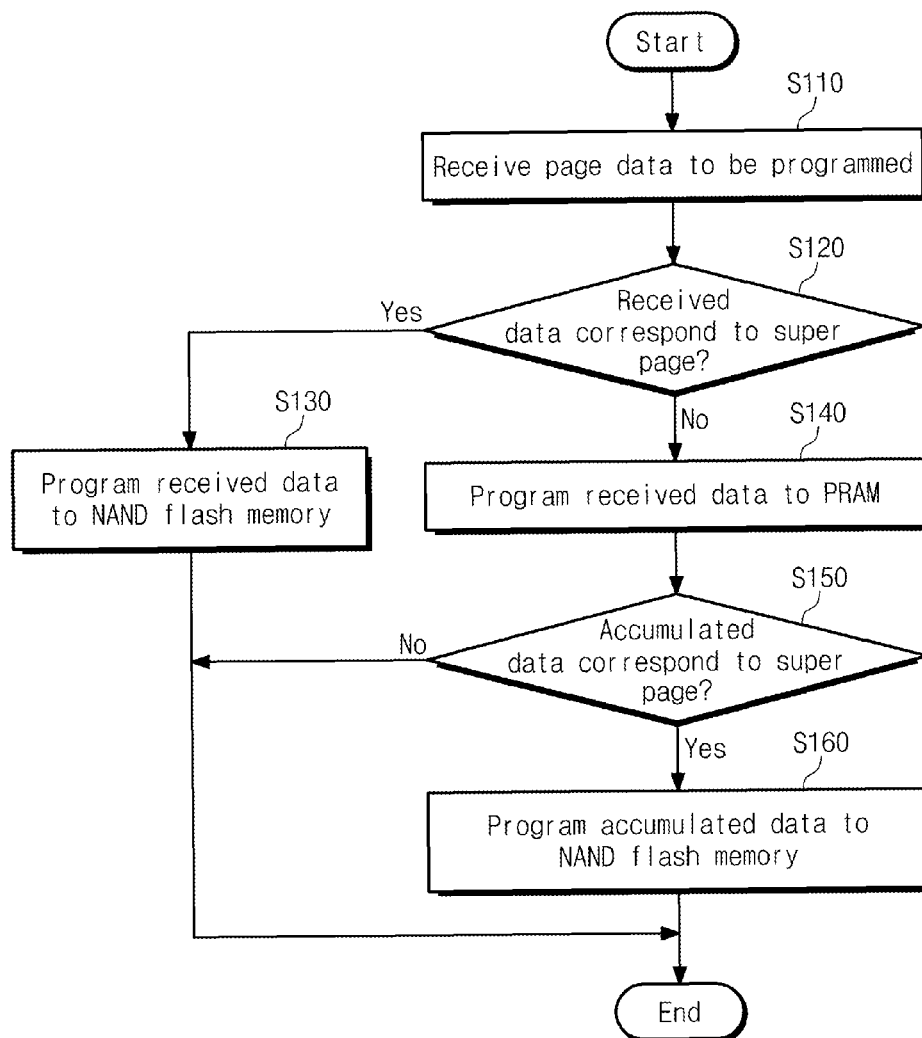 Start
S110
Receive page data to be programmed
S120
Received
data correspond to super
page?
Yes
No
S130
Program received data
to NAND flash memory
S140
Program received data to PRAM
S150
Accumulated
data correspond to super
page?
No
Yes
S160
Program accumulated data to
NAND flash memory
End